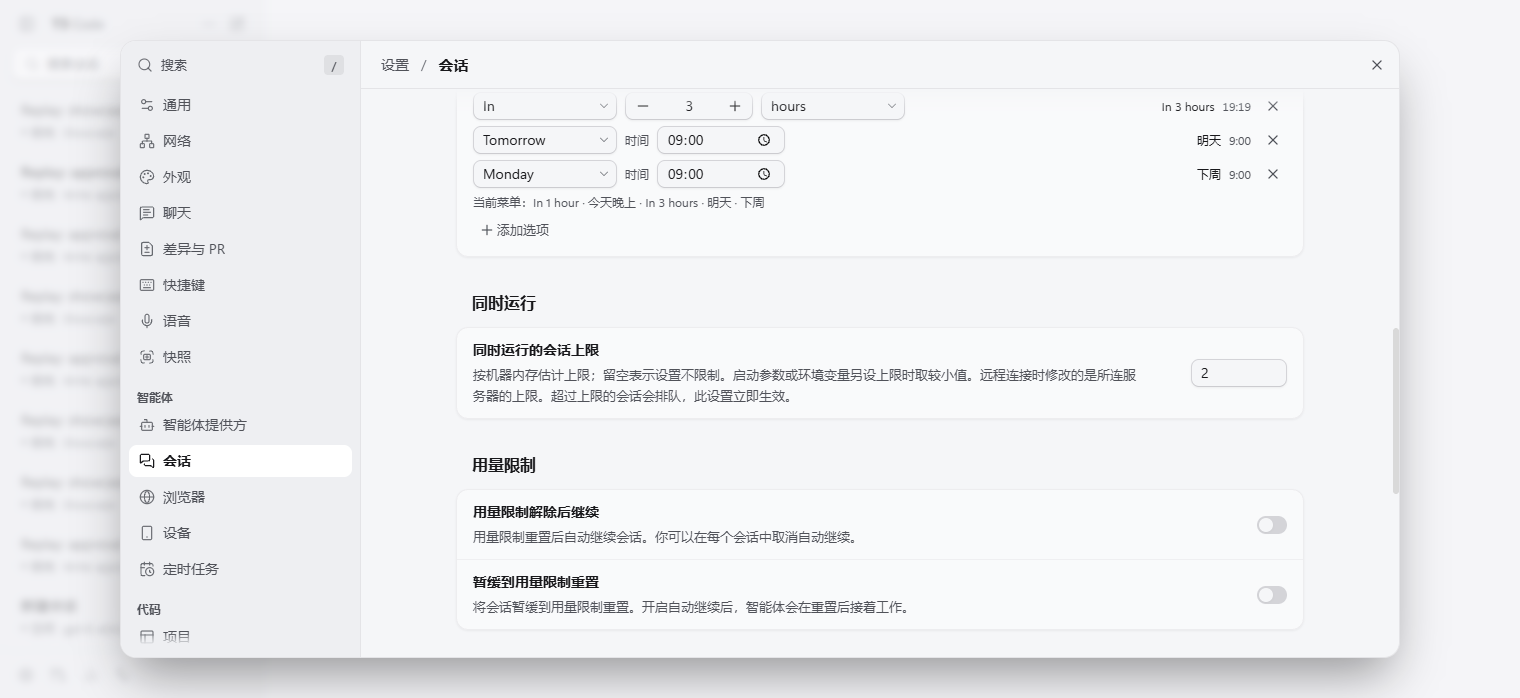 搜索 /
通用
网络
外观
聊天
差异与 PR
快捷键
语音
快照
智能体
智能体提供方
会话
浏览器
设备
定时任务
代码
项目
设置 / 会话
In 3 hours In 3 hours 19:19
Tomorrow 时间 09:00 明天 9:00
Monday 时间 09:00 下周 9:00
当前菜单：In 1 hour · 今天晚上 · In 3 hours · 明天 · 下周
添加选项
同时运行
同时运行的会话上限
按机器内存估计上限；留空表示设置不限制。启动参数或环境变量另设上限时取较小值。远程连接时修改的是所连服
务器的上限。超过上限的会话会排队，此设置立即生效。
2
用量限制
用量限制解除后继续
用量限制重置后自动继续会话。你可以在每个会话中取消自动继续。
暂缓到用量限制重置
将会话暂缓到用量限制重置。开启自动继续后，智能体会在重置后接着工作。